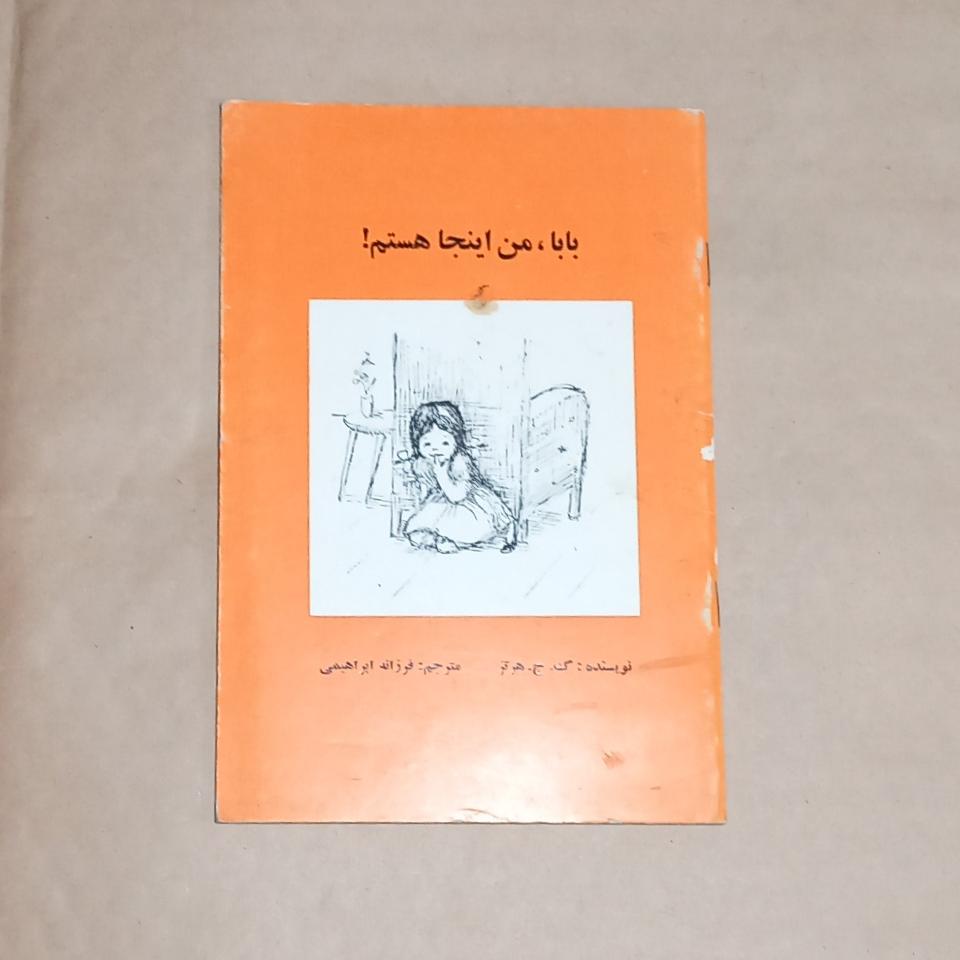 بابا، من اینجا هستم!
نویسنده: گ. ج. هرتز مترجم: فرزانه ابراهیمی